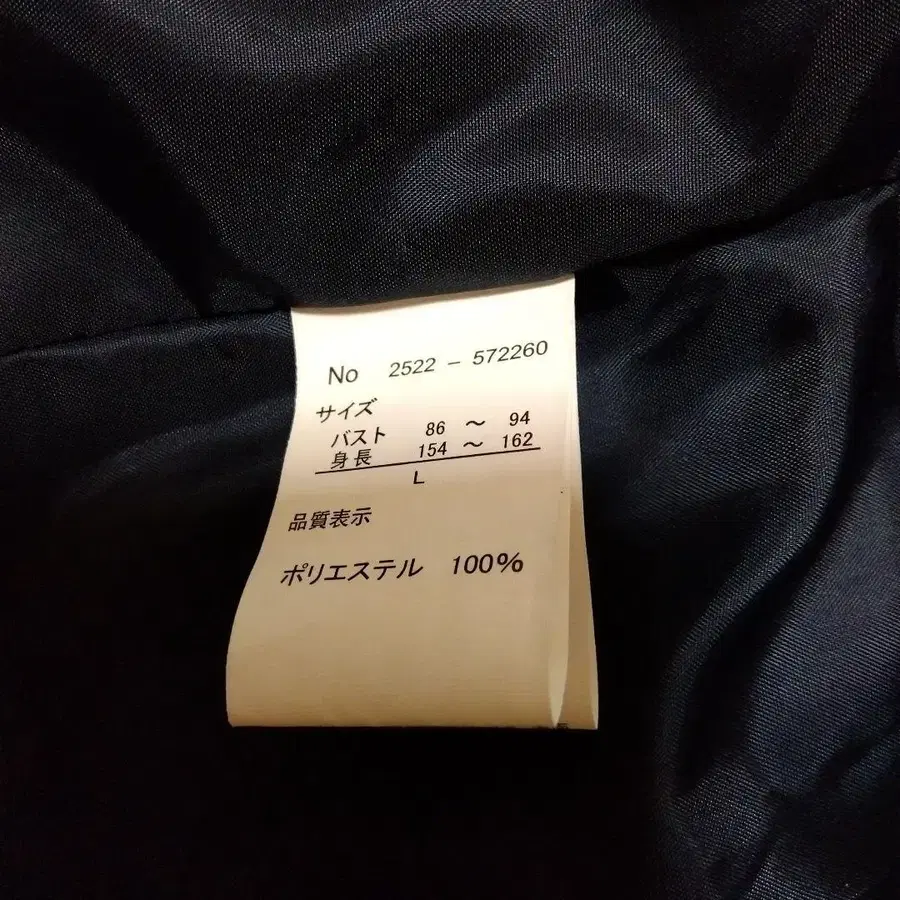 No 2522 - 572260
サイズ
バスト 86 ～ 94
身長 154 ～ 162
L
品質表示
ポリエステル 100%